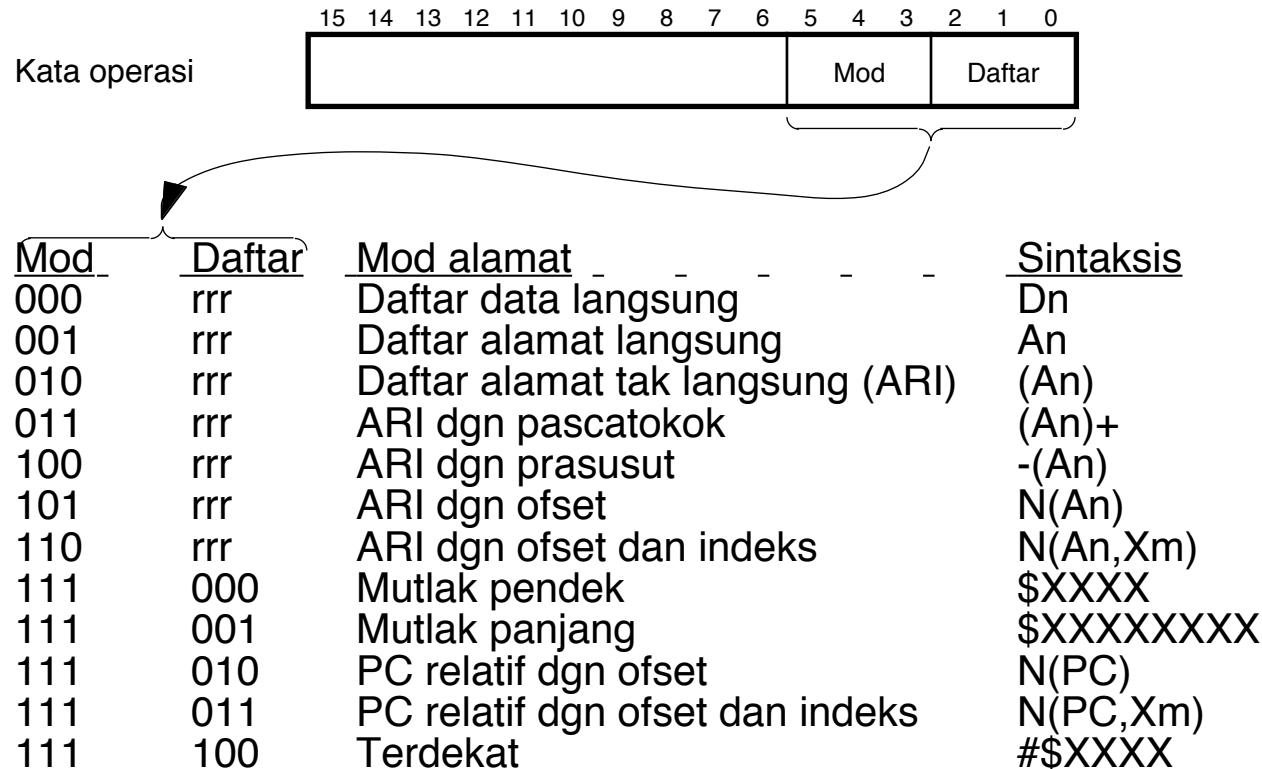 15 14 13 12 11 10 9 8 7 6 5 4 3 2 1 0
Kata operasi Mod Daftar
Mod Daftar Mod alamat Sintaksis
000 rrr Daftar data langsung Dn
001 rrr Daftar alamat langsung An
010 rrr Daftar alamat tak langsung (ARI) (An)
011 rrr ARI dgn pascatokok (An)+
100 rrr ARI dgn prasusut -(An)
101 rrr ARI dgn ofset N(An)
110 rrr ARI dgn ofset dan indeks N(An,Xm)
111 000 Mutlak pendek $XXXX
111 001 Mutlak panjang $XXXXXXXX
111 010 PC relatif dgn ofset N(PC)
111 011 PC relatif dgn ofset dan indeks N(PC,Xm)
111 100 Terdekat #$XXXX